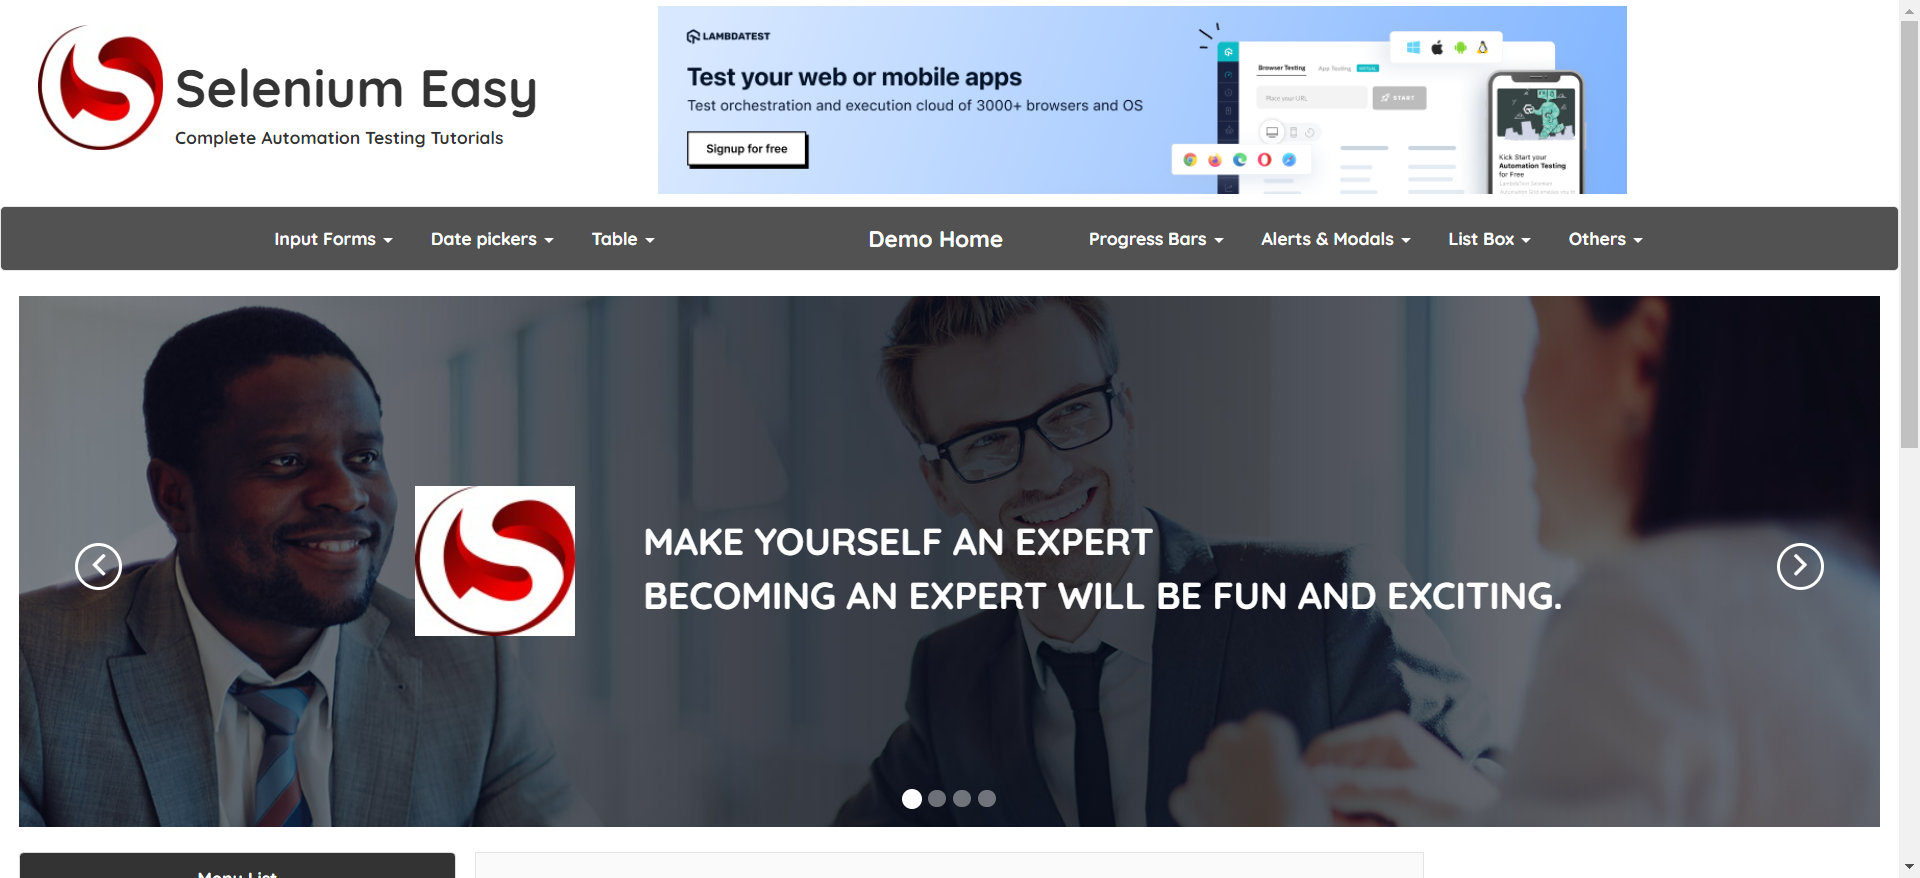 Selenium Easy
Complete Automation Testing Tutorials
LAMBDATEST
Test your web or mobile apps
Test orchestration and execution cloud of 3000+ browsers and OS
Signup for free
Browser Testing
App Testing
Place your URL
START
Kick Start your
Automation Testing
for Free
Input Forms
Date pickers
Table
Demo Home
Progress Bars
Alerts & Modals
List Box
Others
MAKE YOURSELF AN EXPERT
BECOMING AN EXPERT WILL BE FUN AND EXCITING.
Menu List